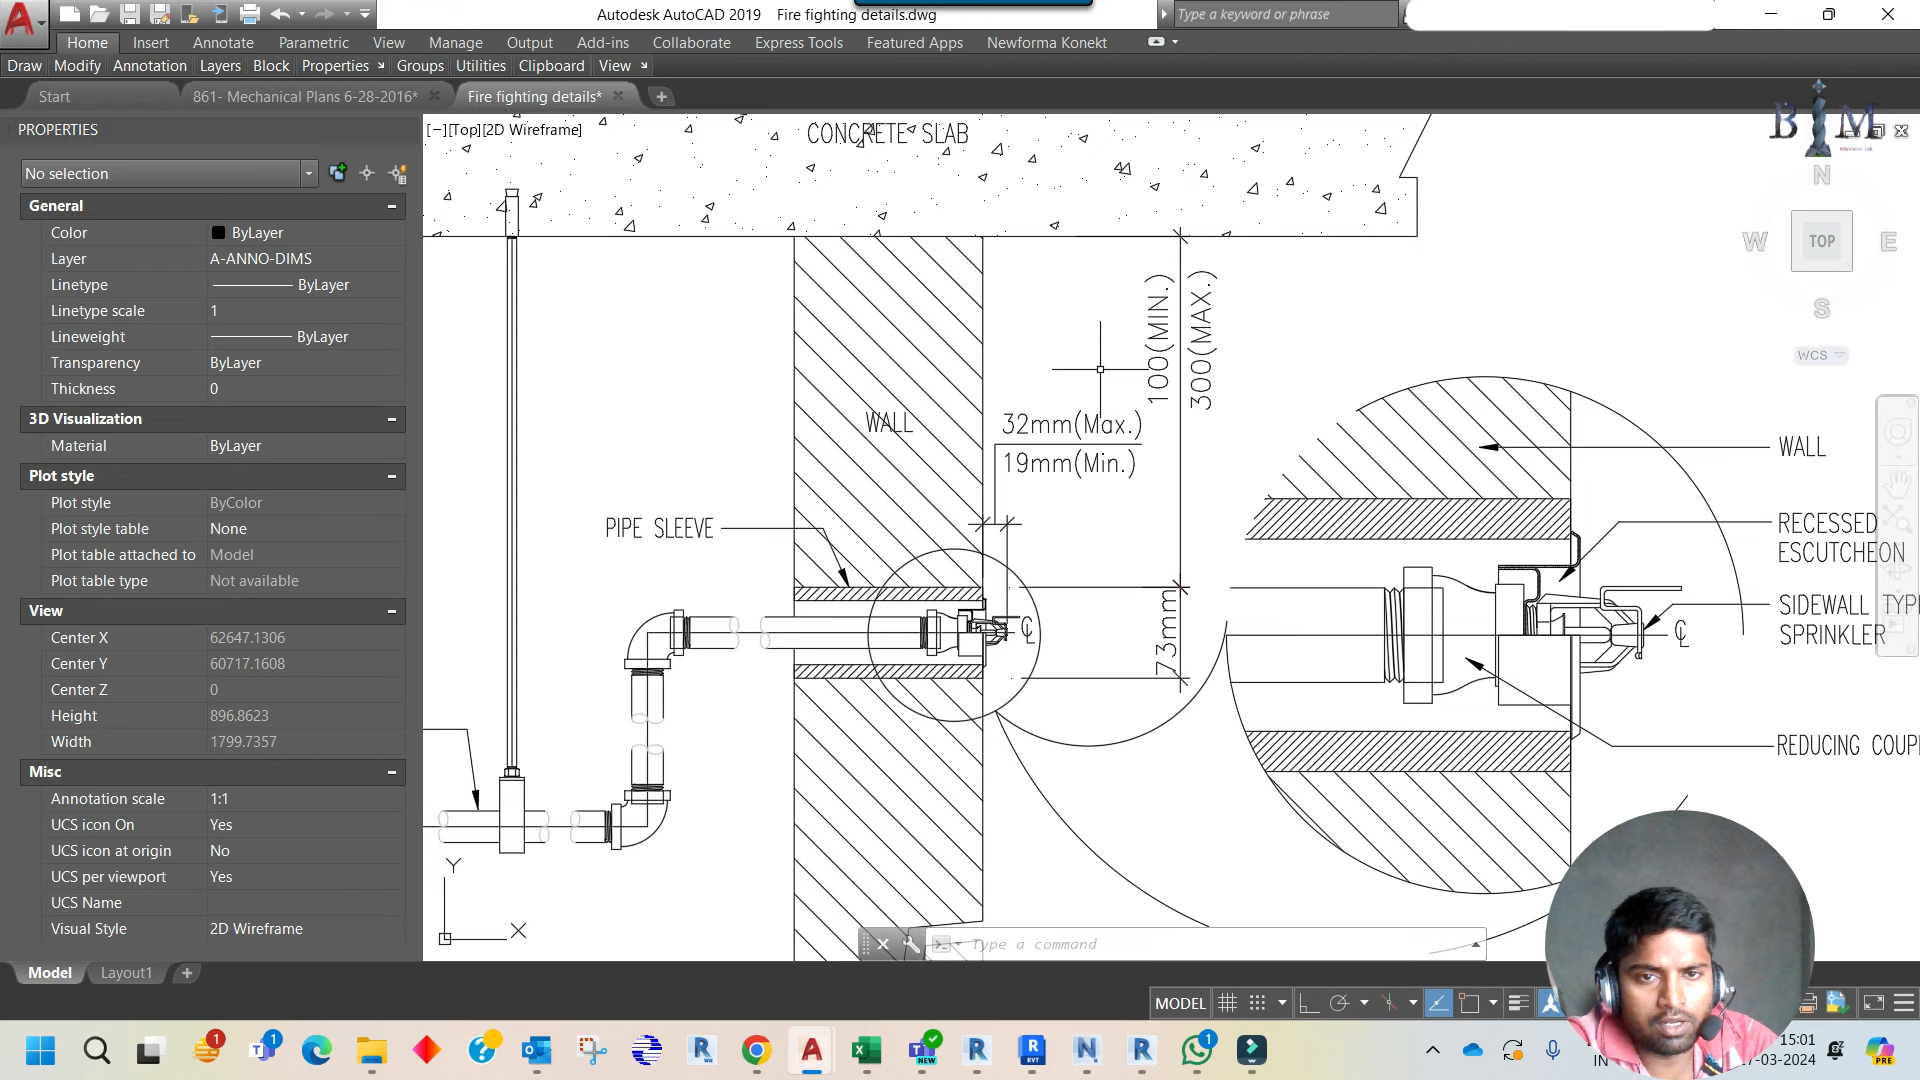 Autodesk AutoCAD 2019 Fire fighting details.dwg
Type a keyword or phrase
Home Insert Annotate Parametric View Manage Output Add-ins Collaborate Express Tools Featured Apps Newforma Konekt
Draw Modify Annotation Layers Block Properties Groups Utilities Clipboard View
Start 861- Mechanical Plans 6-28-2016* Fire fighting details*
PROPERTIES
No selection
General
Color ByLayer
Layer A-ANNO-DIMS
Linetype ByLayer
Linetype scale 1
Lineweight ByLayer
Transparency ByLayer
Thickness 0
3D Visualization
Material ByLayer
Plot style
Plot style ByColor
Plot style table None
Plot table attached to Model
Plot table type Not available
View
Center X 62647.1306
Center Y 60717.1608
Center Z 0
Height 896.8623
Width 1799.7357
Misc
Annotation scale 1:1
UCS icon On Yes
UCS icon at origin No
UCS per viewport Yes
UCS Name
Visual Style 2D Wireframe
[−][Top][2D Wireframe]
CONCRETE SLAB
WALL
100(MIN.)
300(MAX.)
32mm(Max.)
19mm(Min.)
PIPE SLEEVE
73mm
WALL
RECESSED
ESCUTCHEON
SIDEWALL TYP
SPRINKLER
REDUCING COUP
Y
X
BIM
N
W TOP E
S
WCS
Type a command
Model Layout1
MODEL
15:01